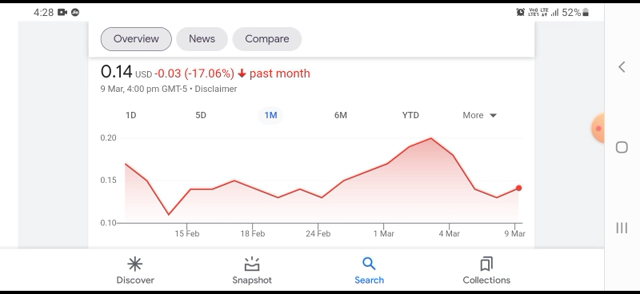 4:28 52%
Overview News Compare
0.14 USD -0.03 (-17.06%) past month
9 Mar, 4:00 pm GMT-5 • Disclaimer
1D 5D 1M 6M YTD More
0.20
0.15
0.10
15 Feb 18 Feb 24 Feb 1 Mar 4 Mar 9 Mar
Discover Snapshot Search Collections